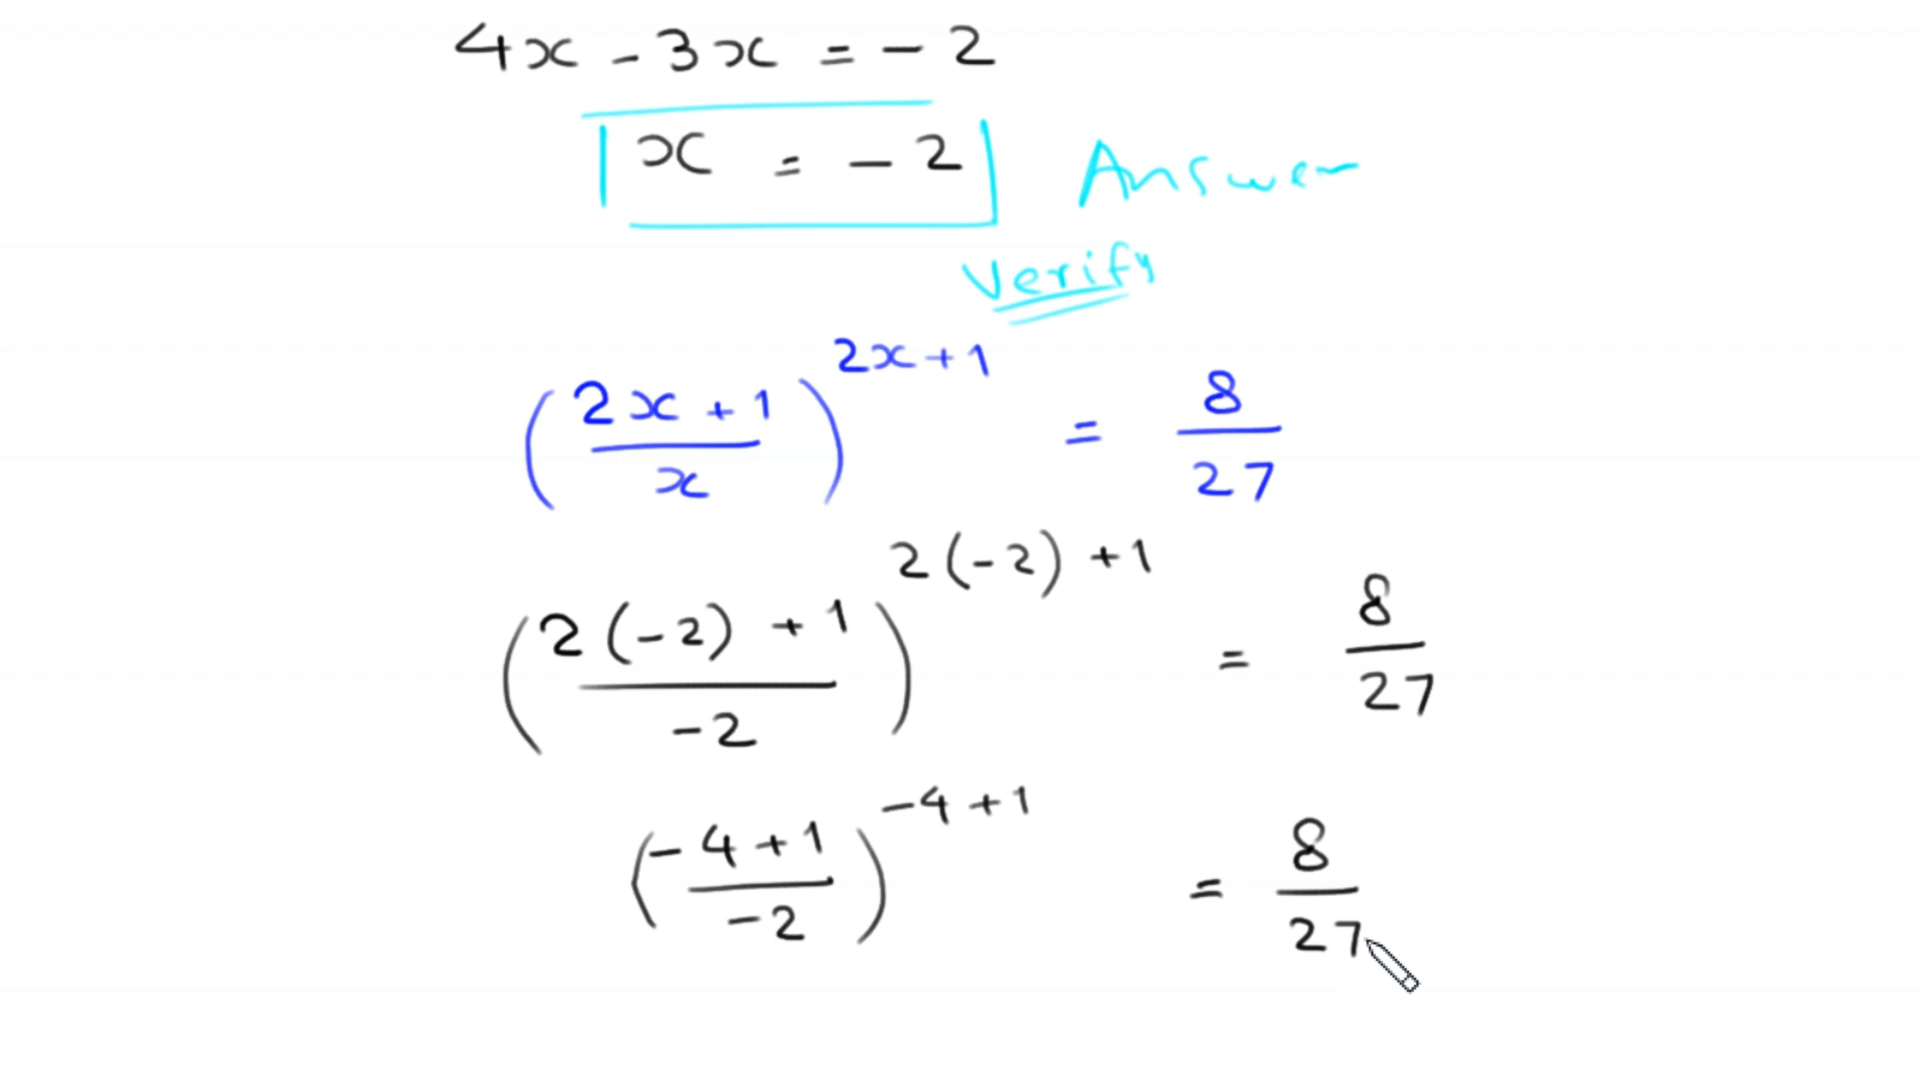 4x - 3x = - 2
x = - 2 Answer
Verify
(2x + 1 / x)^(2x + 1) = 8/27
(2(-2) + 1 / -2)^(2(-2) + 1) = 8/27
(-4 + 1 / -2)^(-4 + 1) = 8/27